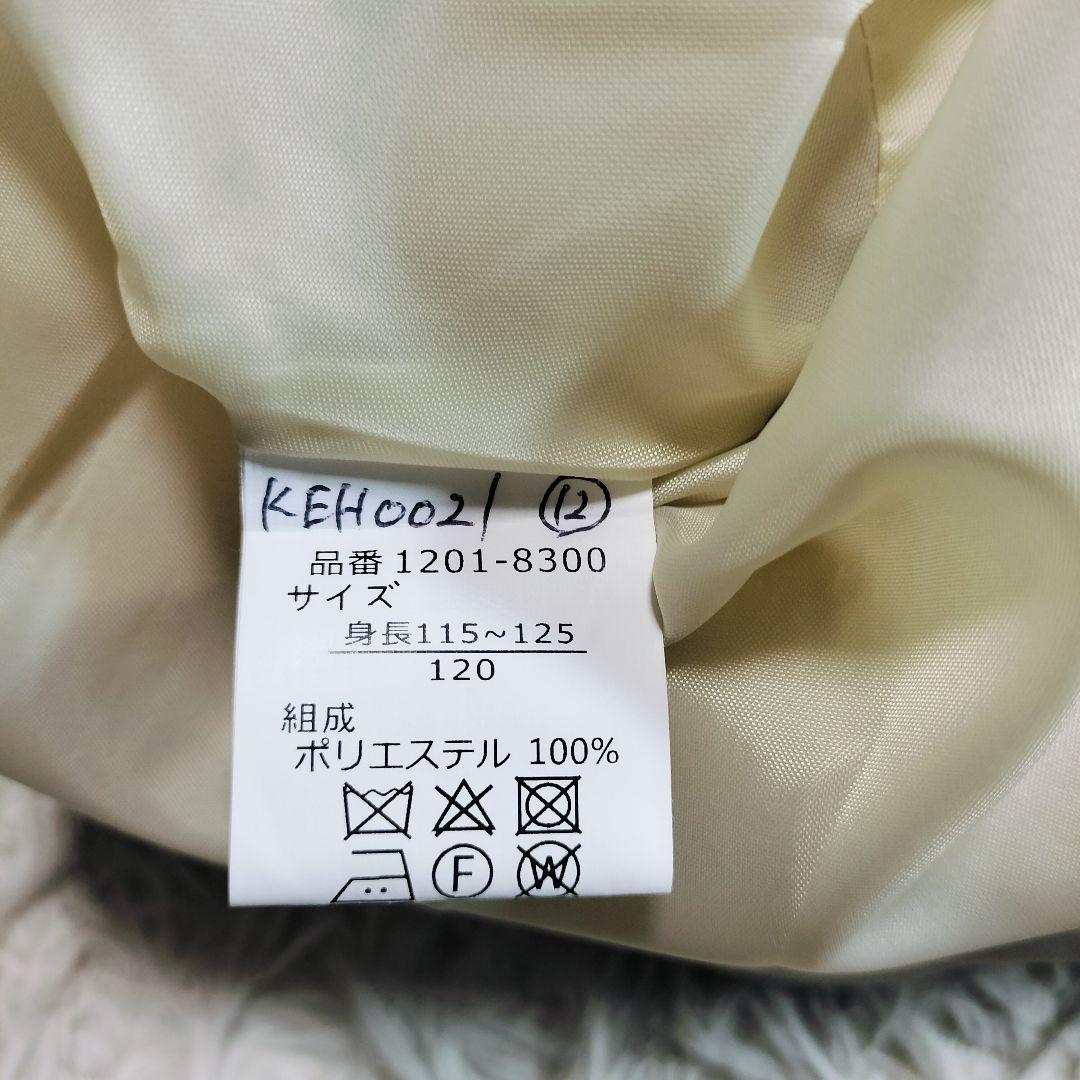 KEH0021 ⑫
品番 1201-8300
サイズ
身長115~125
120
組成
ポリエステル 100%
F W